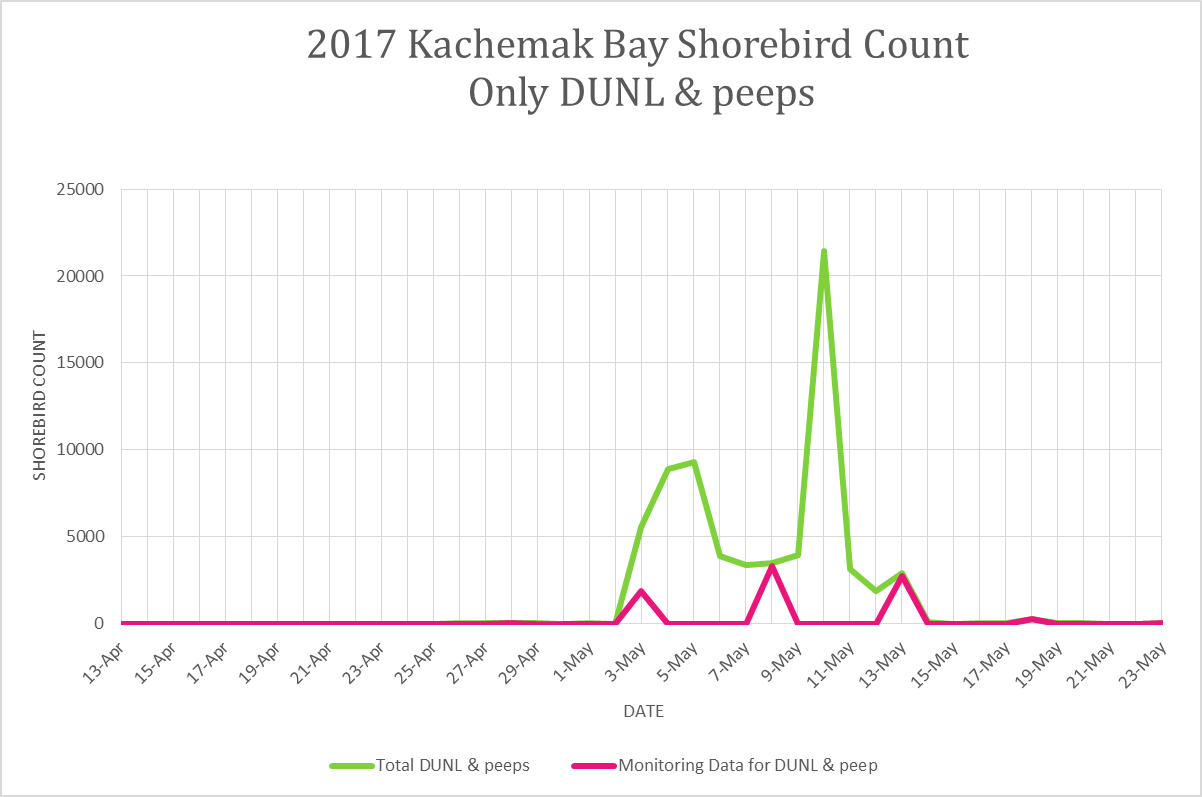 2017 Kachemak Bay Shorebird Count
Only DUNL & peeps
25000
20000
15000
10000
5000
0
SHOREBIRD COUNT
13-Apr
15-Apr
17-Apr
19-Apr
21-Apr
23-Apr
25-Apr
27-Apr
29-Apr
1-May
3-May
5-May
7-May
9-May
11-May
13-May
15-May
17-May
19-May
21-May
23-May
DATE
Total DUNL & peeps
Monitoring Data for DUNL & peep